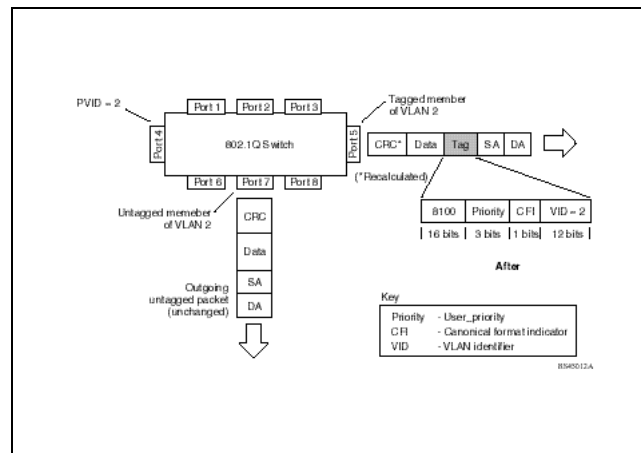 PVID = 2
Port 1
Port 2
Port 3
Tagged member
of VLAN 2
Port 4
802.1Q Switch
Port 5
CRC*
Data
Tag
SA
DA
(*Recalculated)
Port 6
Port 7
Port 8
Untagged memeber
of VLAN 2
CRC
Data
SA
DA
Outgoing
untagged packet
(unchanged)
8100
Priority
CFI
VID = 2
16 bits
3 bits
1 bits
12 bits
After
Key
Priority - User_priority
CFI - Canonical format indicator
VID - VLAN identifier
BS45012A